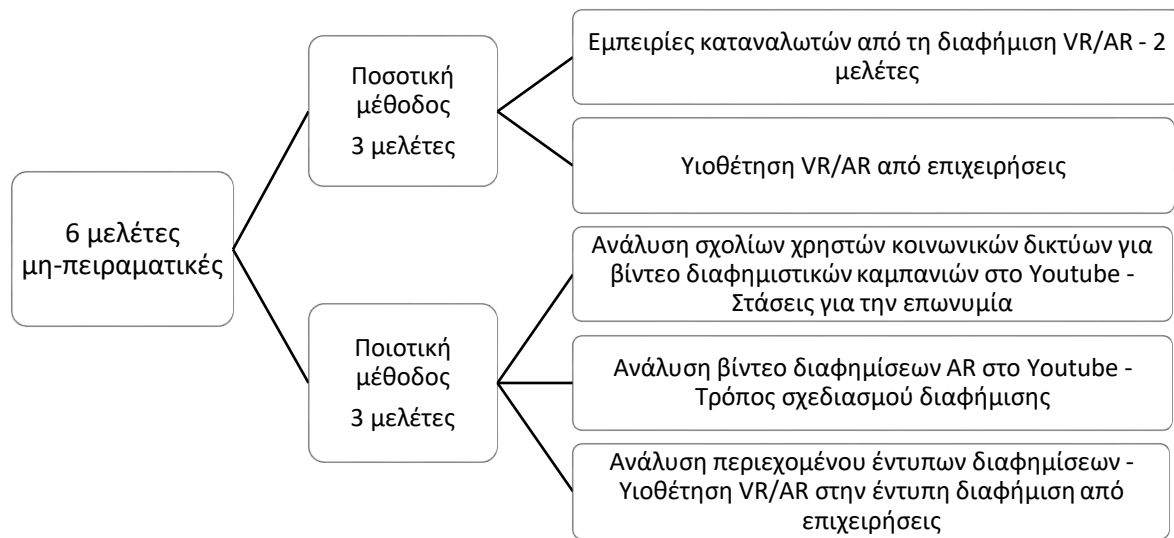 6 μελέτες
μη-πειραματικές
Ποσοτική
μέθοδος
3 μελέτες
Εμπειρίες καταναλωτών από τη διαφήμιση VR/AR - 2
μελέτες
Υιοθέτηση VR/AR από επιχειρήσεις
Ποιοτική
μέθοδος
3 μελέτες
Ανάλυση σχολίων χρηστών κοινωνικών δικτύων για
βίντεο διαφημιστικών καμπανιών στο Youtube -
Στάσεις για την επωνυμία
Ανάλυση βίντεο διαφημίσεων AR στο Youtube -
Τρόπος σχεδιασμού διαφήμισης
Ανάλυση περιεχομένου έντυπων διαφημίσεων -
Υιοθέτηση VR/AR στην έντυπη διαφήμιση από
επιχειρήσεις